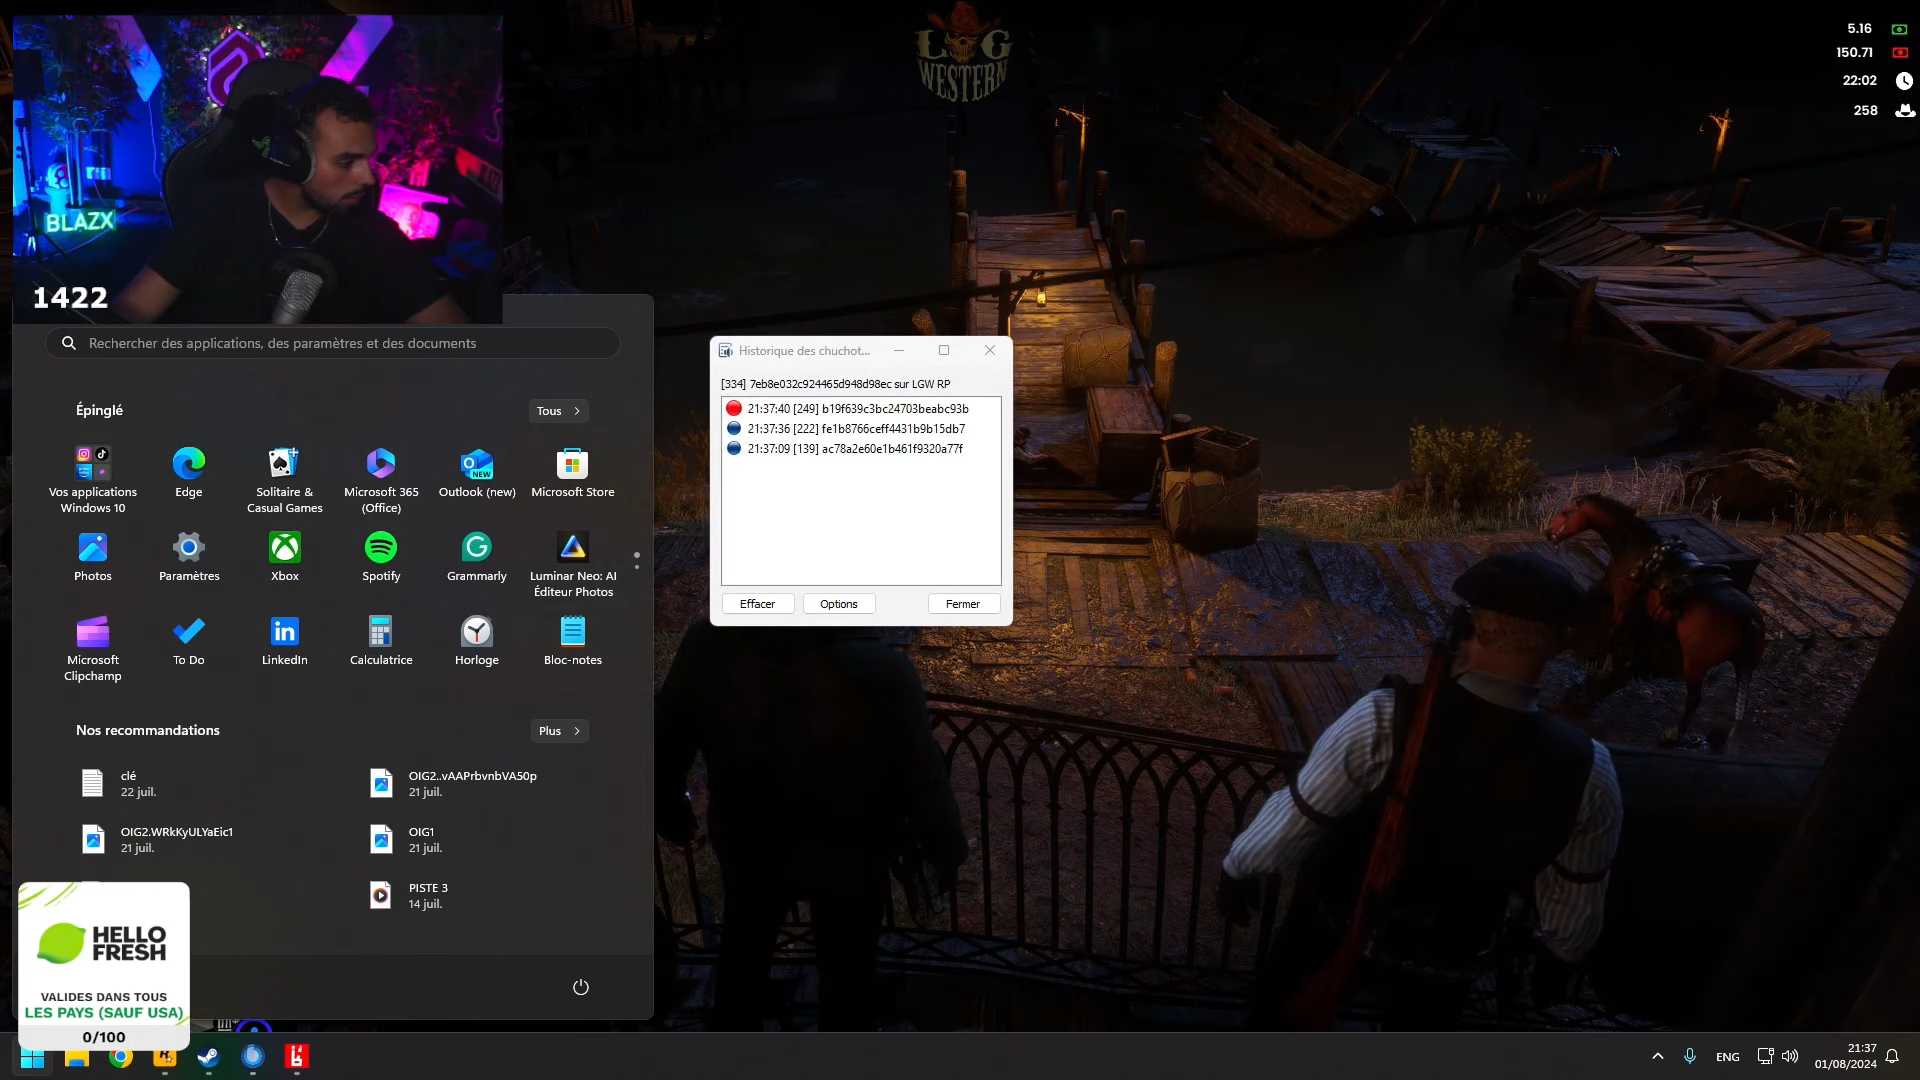 LG
WESTERN
5.16
150.71
22:02
258
BLAZX
1422
Rechercher des applications, des paramètres et des documents
Épinglé
Tous
Vos applications
Windows 10
Edge
Solitaire &
Casual Games
Microsoft 365
(Office)
NEW
Outlook (new)
Microsoft Store
Photos
Paramètres
Xbox
Spotify
Grammarly
Luminar Neo: AI
Éditeur Photos
Microsoft
Clipchamp
To Do
LinkedIn
Calculatrice
Horloge
Bloc-notes
Nos recommandations
Plus
clé
22 juil.
OIG2..vAAPrbvnbVA50p
21 juil.
OIG2.WRkKyULYaEic1
21 juil.
OIG1
21 juil.
PISTE 3
14 juil.
Historique des chuchot...
[334] 7eb8e032c924465d948d98ec sur LGW RP
21:37:40 [249] b19f639c3bc24703beabc93b
21:37:36 [222] fe1b8766ceff4431b9b15db7
21:37:09 [139] ac78a2e60e1b461f9320a77f
Effacer
Options
Fermer
HELLO
FRESH
VALIDES DANS TOUS
LES PAYS (SAUF USA)
0/100
ENG
21:37
01/08/2024